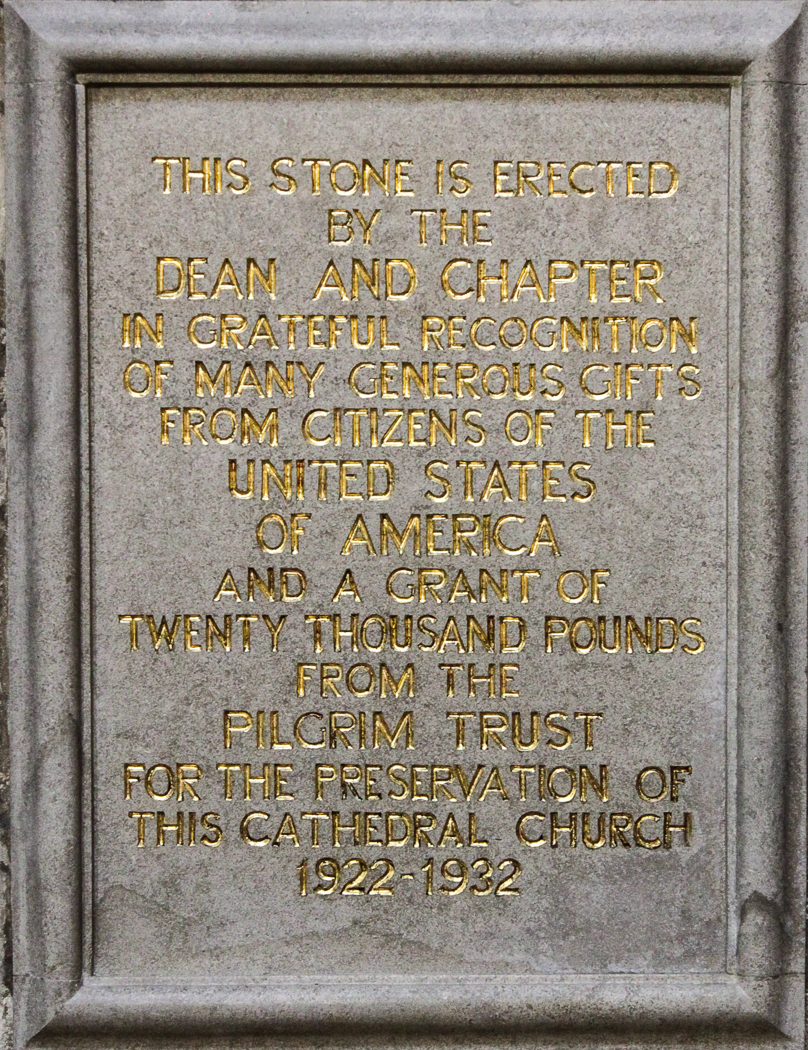 THIS STONE IS ERECTED
BY THE
DEAN AND CHAPTER
IN GRATEFUL RECOGNITION
OF MANY GENEROUS GIFTS
FROM CITIZENS OF THE
UNITED STATES
OF AMERICA
AND A GRANT OF
TWENTY THOUSAND POUNDS
FROM THE
PILGRIM TRUST
FOR THE PRESERVATION OF
THIS CATHEDRAL CHURCH
1922-1932